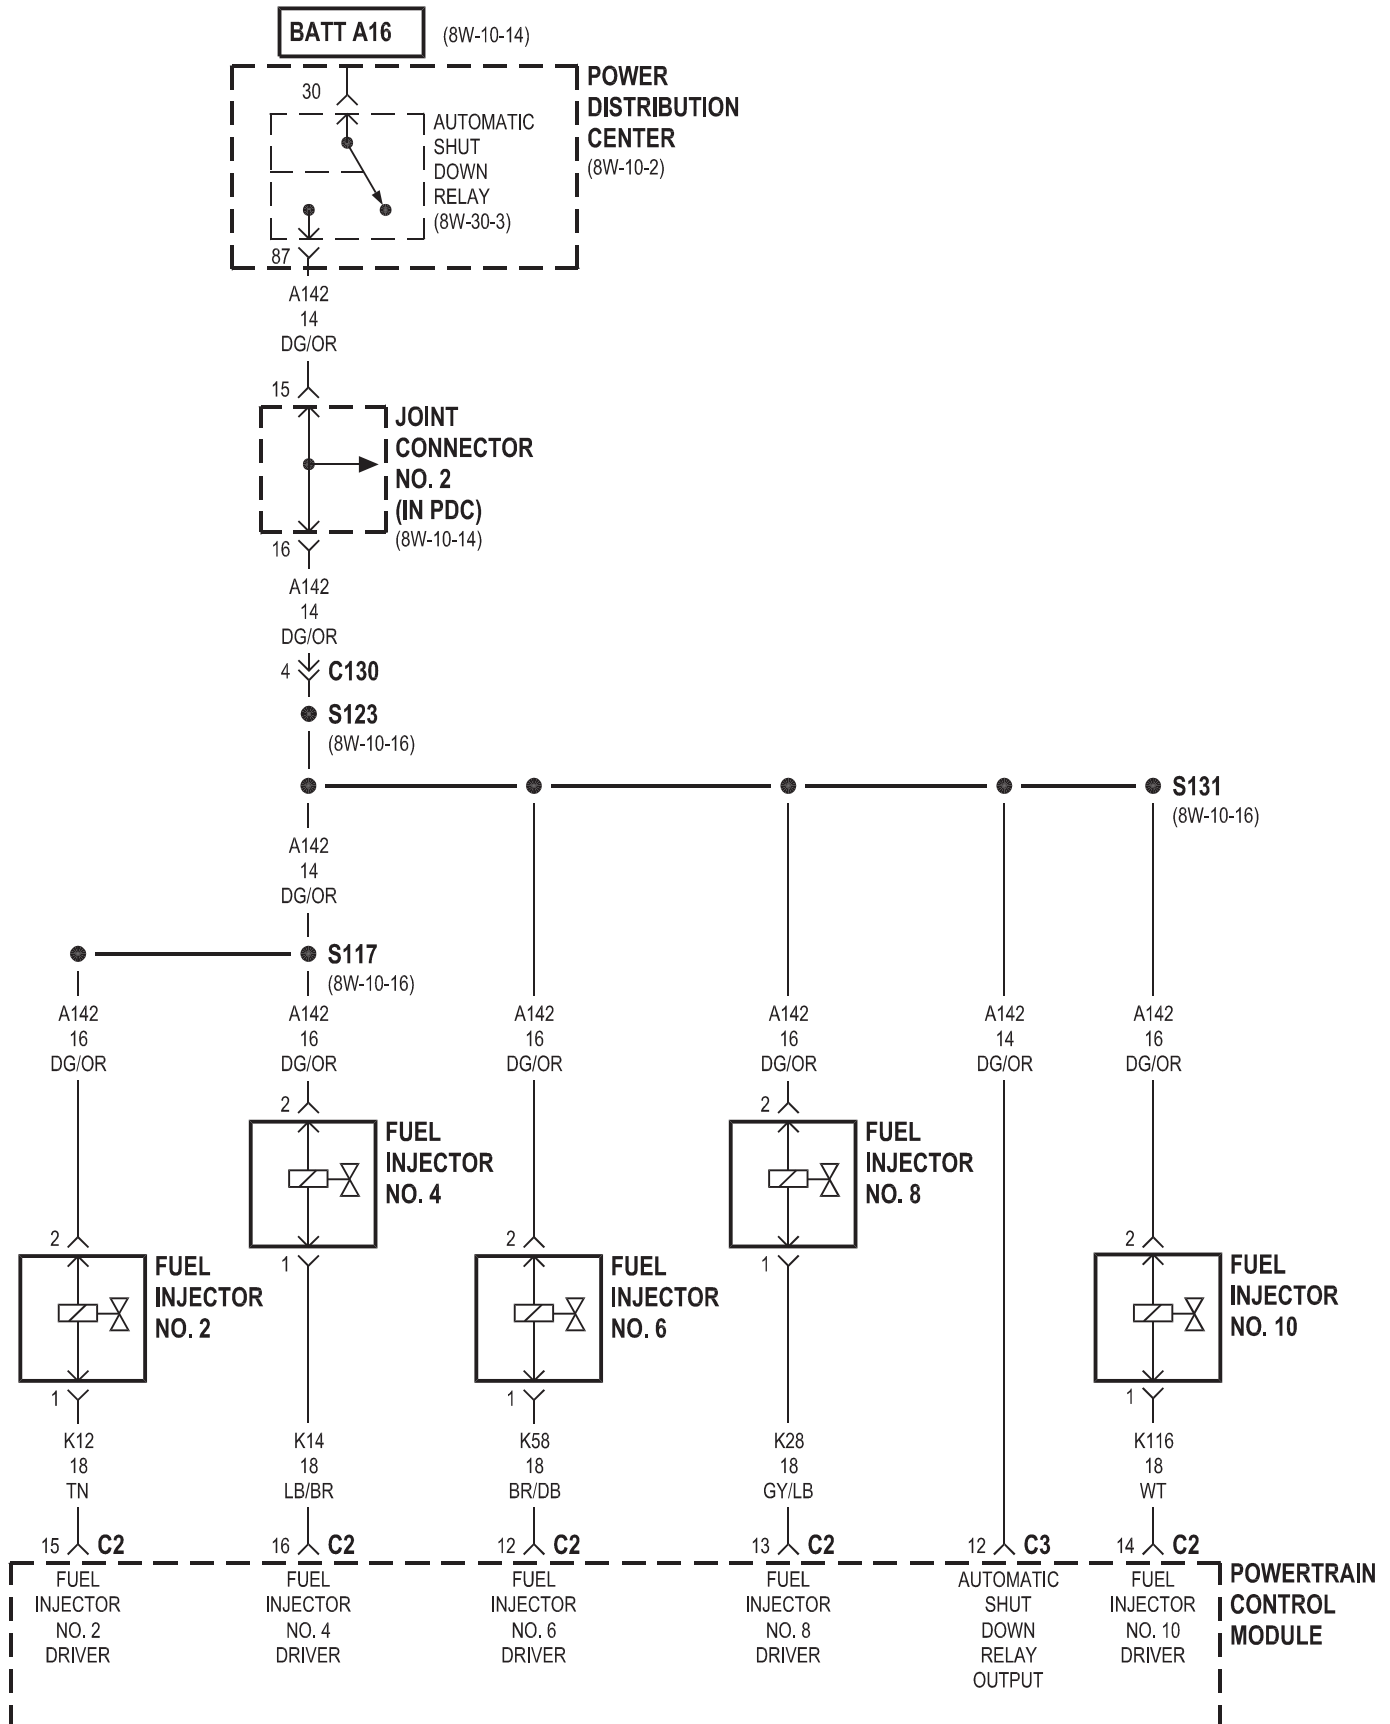 BATT A16
(8W-10-14)
POWER
DISTRIBUTION
CENTER
(8W-10-2)
30
AUTOMATIC
SHUT
DOWN
RELAY
(8W-30-3)
87
A142
14
DG/OR
15
JOINT
CONNECTOR
NO. 2
(IN PDC)
(8W-10-14)
16
A142
14
DG/OR
4
C130
S123
(8W-10-16)
S131
(8W-10-16)
A142
14
DG/OR
S117
(8W-10-16)
A142 A142 A142 A142 A142 A142
16 16 16 16 14 16
DG/OR DG/OR DG/OR DG/OR DG/OR DG/OR
2
FUEL
INJECTOR
NO. 4
1
2
FUEL
INJECTOR
NO. 8
1
2
FUEL
INJECTOR
NO. 2
1
2
FUEL
INJECTOR
NO. 6
1
2
FUEL
INJECTOR
NO. 10
1
K12 K14 K58 K28 K116
18 18 18 18 18
TN LB/BR BR/DB GY/LB WT
15 C2 16 C2 12 C2 13 C2 12 C3 14 C2
POWERTRAIN
CONTROL
MODULE
FUEL
INJECTOR
NO. 2
DRIVER
FUEL
INJECTOR
NO. 4
DRIVER
FUEL
INJECTOR
NO. 6
DRIVER
FUEL
INJECTOR
NO. 8
DRIVER
AUTOMATIC
SHUT
DOWN
RELAY
OUTPUT
FUEL
INJECTOR
NO. 10
DRIVER